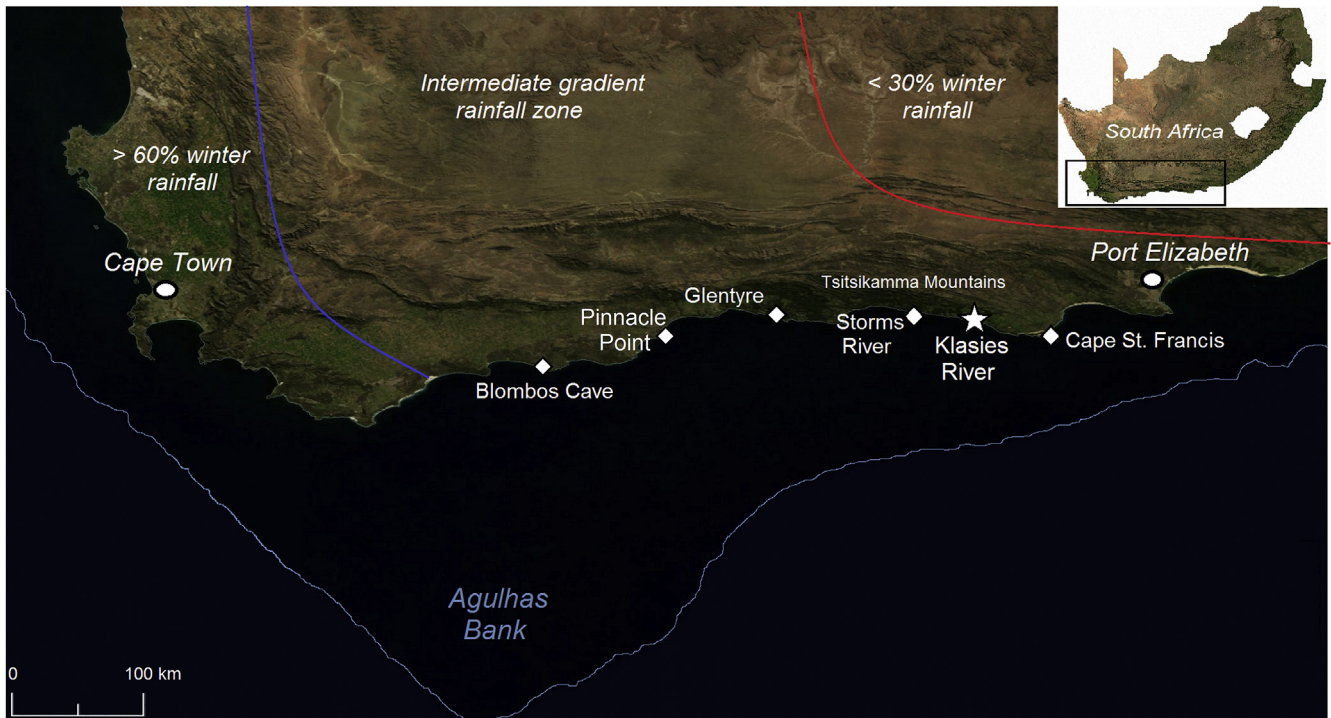 Intermediate gradient
rainfall zone
< 30% winter
rainfall
South Africa
> 60% winter
rainfall
Cape Town
Port Elizabeth
Tsitsikamma Mountains
Glentyre
Pinnacle
Point
Storms
River
Klasies
River
Cape St. Francis
Blombos Cave
Agulhas
Bank
0
100 km